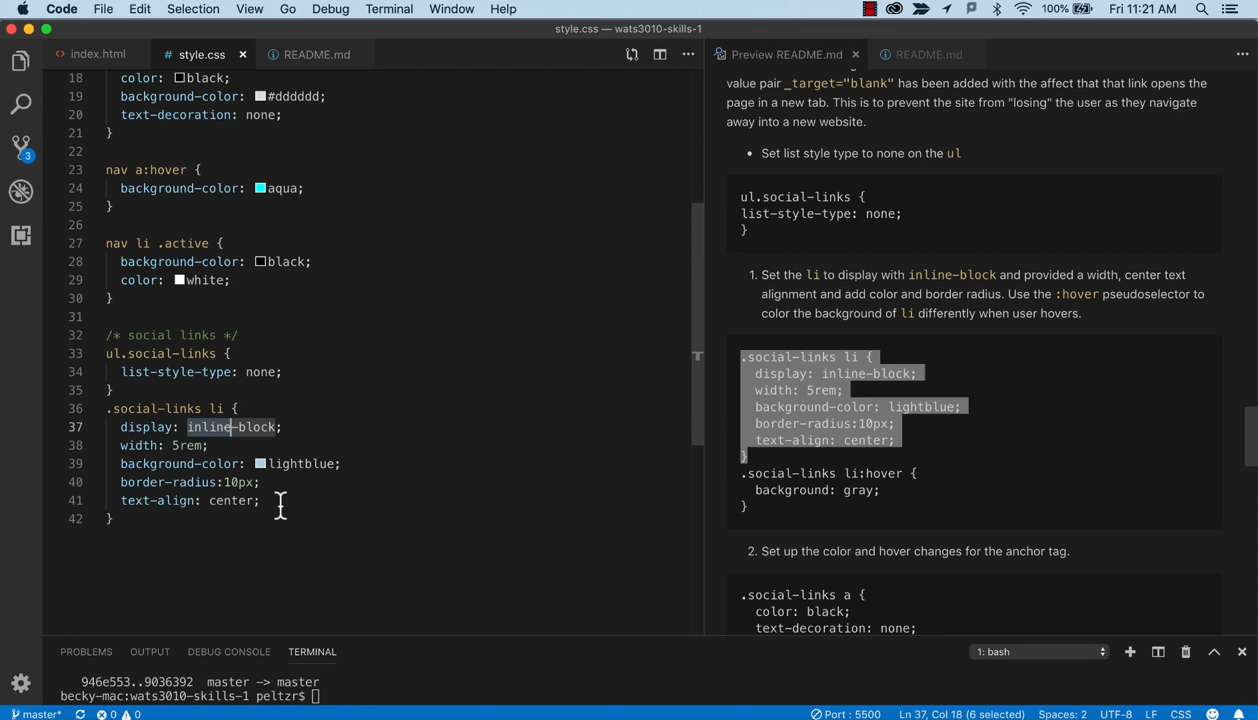 Code File Edit Selection View Go Debug Terminal Window Help 100% Fri 11:21 AM
style.css — wats3010-skills-1
<> index.html # style.css × README.md
18 color: black;
19 background-color: #dddddd;
20 text-decoration: none;
21 }
22
23 nav a:hover {
24 background-color: aqua;
25 }
26
27 nav li .active {
28 background-color: black;
29 color: white;
30 }
31
32 /* social links */
33 ul.social-links {
34 list-style-type: none;
35 }
36 .social-links li {
37 display: inline-block;
38 width: 5rem;
39 background-color: lightblue;
40 border-radius:10px;
41 text-align: center;
42 }
Preview README.md × README.md
value pair _target="blank" has been added with the affect that that link opens the
page in a new tab. This is to prevent the site from "losing" the user as they navigate
away into a new website.
• Set list style type to none on the ul
ul.social-links {
list-style-type: none;
}
1. Set the li to display with inline-block and provided a width, center text
alignment and add color and border radius. Use the :hover pseudoselector to
color the background of li differently when user hovers.
.social-links li {
display: inline-block;
width: 5rem;
background-color: lightblue;
border-radius:10px;
text-align: center;
}
.social-links li:hover {
background: gray;
}
2. Set up the color and hover changes for the anchor tag.
.social-links a {
color: black;
text-decoration: none;
3
PROBLEMS OUTPUT DEBUG CONSOLE TERMINAL 1: bash
946e553..9036392 master -> master
becky-mac:wats3010-skills-1 peltzr$
master* 0 0 Port : 5500 Ln 37, Col 18 (6 selected) Spaces: 2 UTF-8 LF CSS